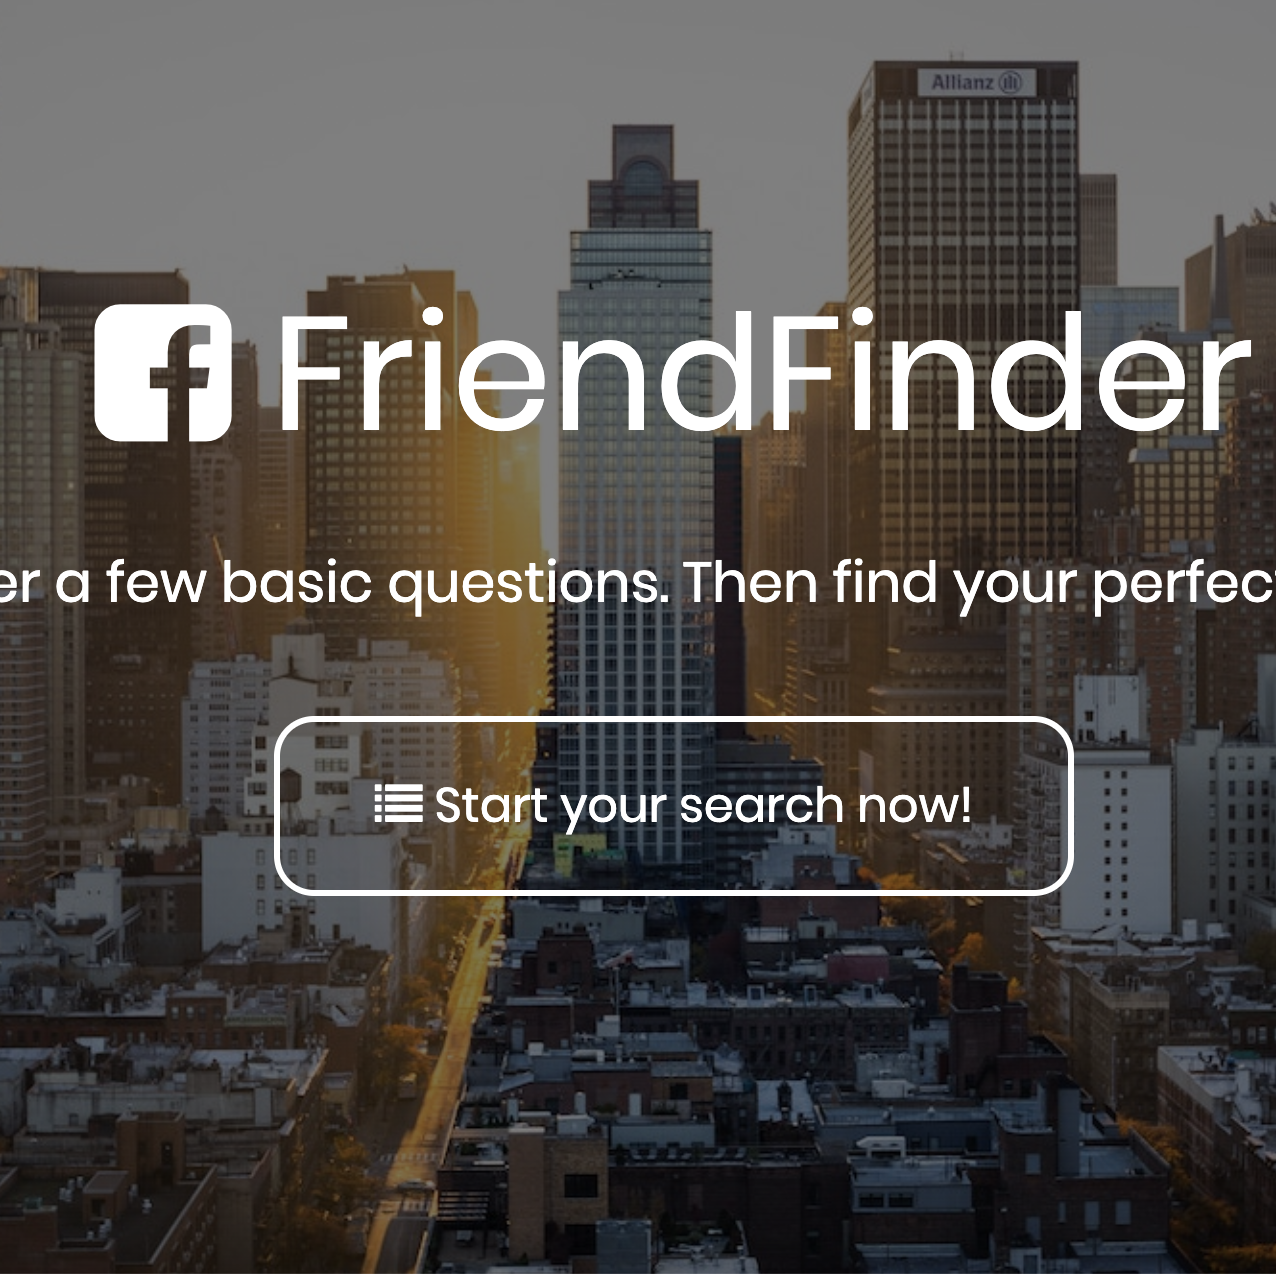 Allianz
FriendFinder
er a few basic questions. Then find your perfec
Start your search now!